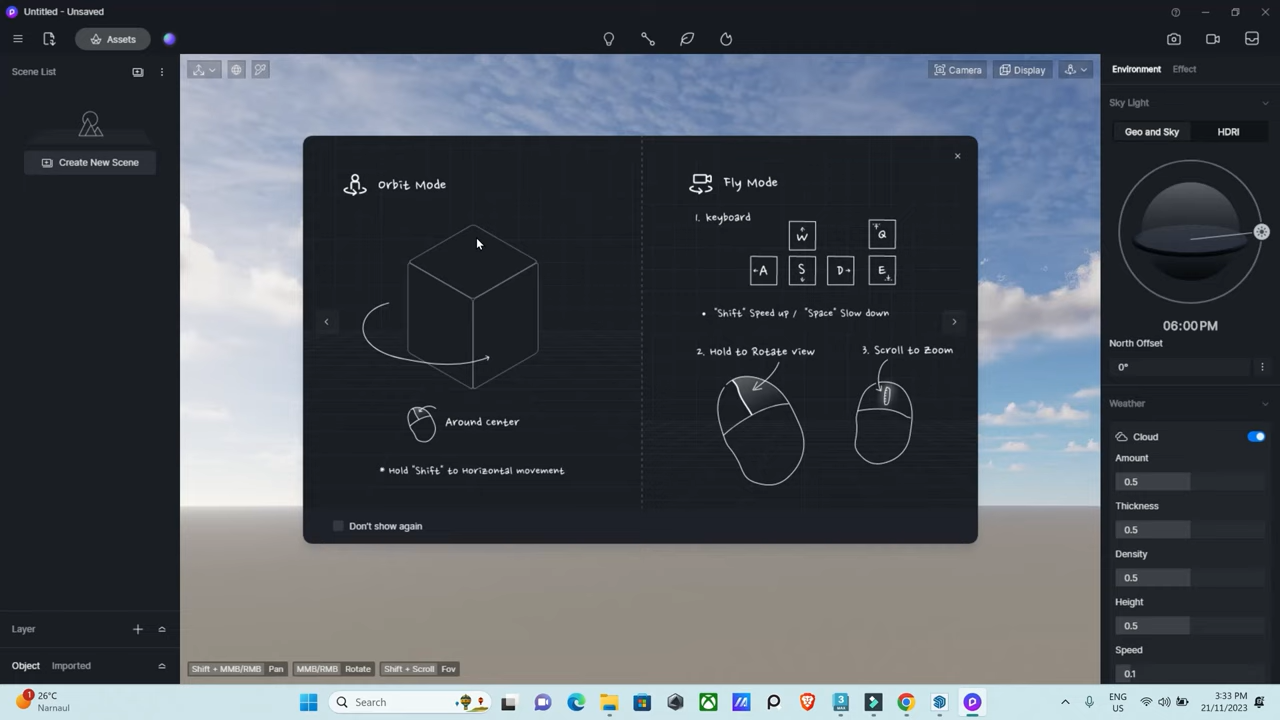 Untitled - Unsaved
Assets
Scene List
Create New Scene
Camera
Display
Environment
Effect
Sky Light
Geo and Sky
HDRI
06:00PM
North Offset
0°
Weather
Cloud
Amount
0.5
Thickness
0.5
Density
0.5
Height
0.5
Speed
0.1
Orbit Mode
Around center
* Hold "Shift" to Horizontal movement
Fly Mode
1. keyboard
W
Q
A
S
D
E
• "Shift" Speed up / "Space" Slow down
2. Hold to Rotate view
3. Scroll to Zoom
Don't show again
Layer
Object
Imported
Shift + MMB/RMB Pan
MMB/RMB Rotate
Shift + Scroll Fov
26°C
Narnaul
1
Search
ENG
US
3:33 PM
21/11/2023